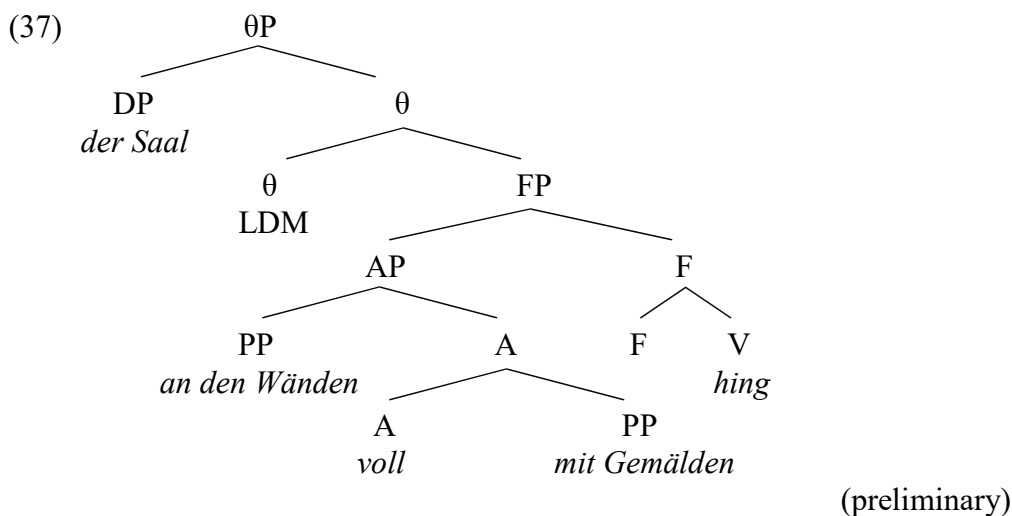 (37) θP
DP θ
der Saal
θ FP
LDM
AP F
PP A F V
an den Wänden hing
A PP
voll mit Gemälden
(preliminary)